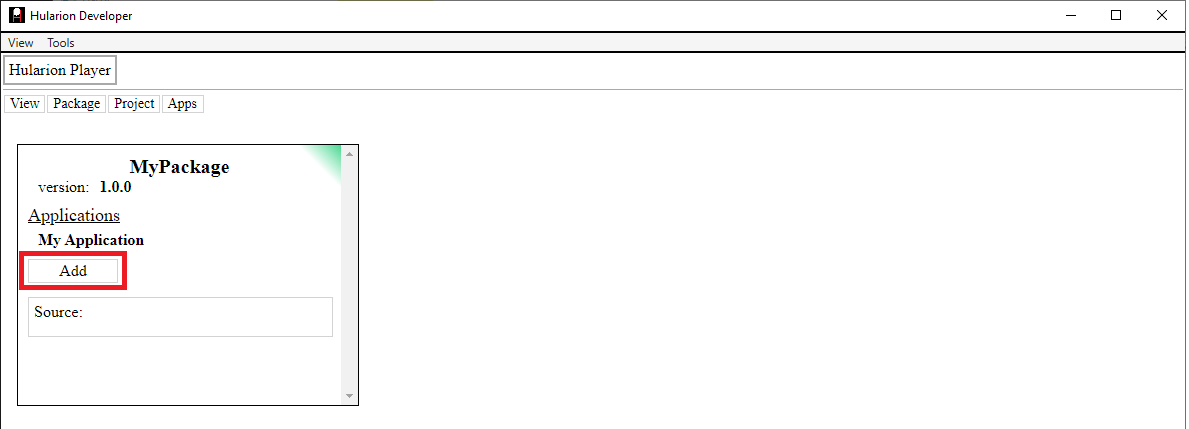 Hularion Developer
View Tools
Hularion Player
View Package Project Apps
MyPackage
version: 1.0.0
Applications
My Application
Add
Source: